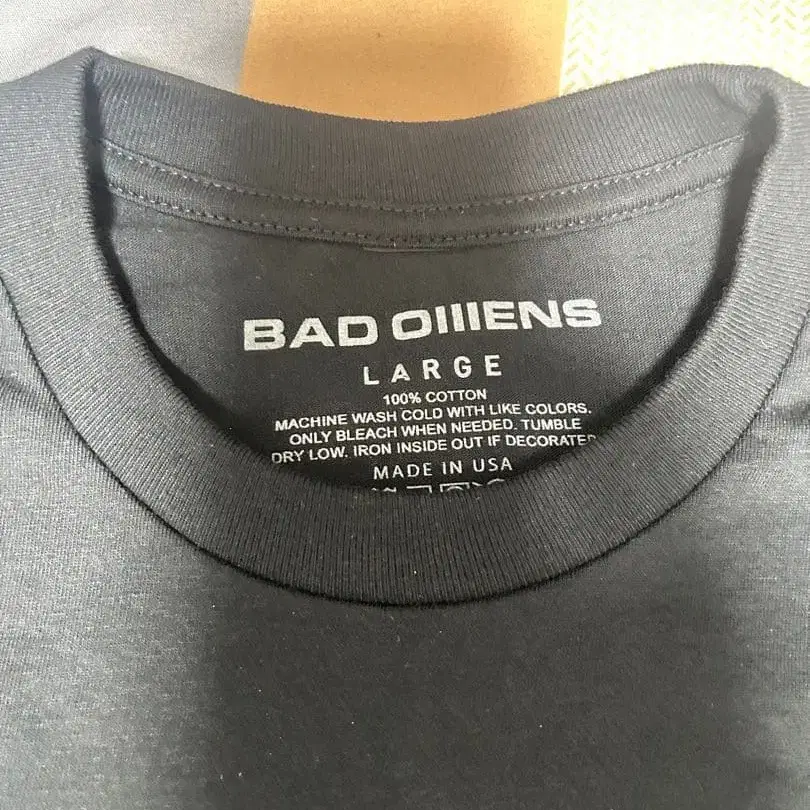 BAD OIIIENS
LARGE
100% COTTON
MACHINE WASH COLD WITH LIKE COLORS.
ONLY BLEACH WHEN NEEDED. TUMBLE
DRY LOW. IRON INSIDE OUT IF DECORATED
MADE IN USA